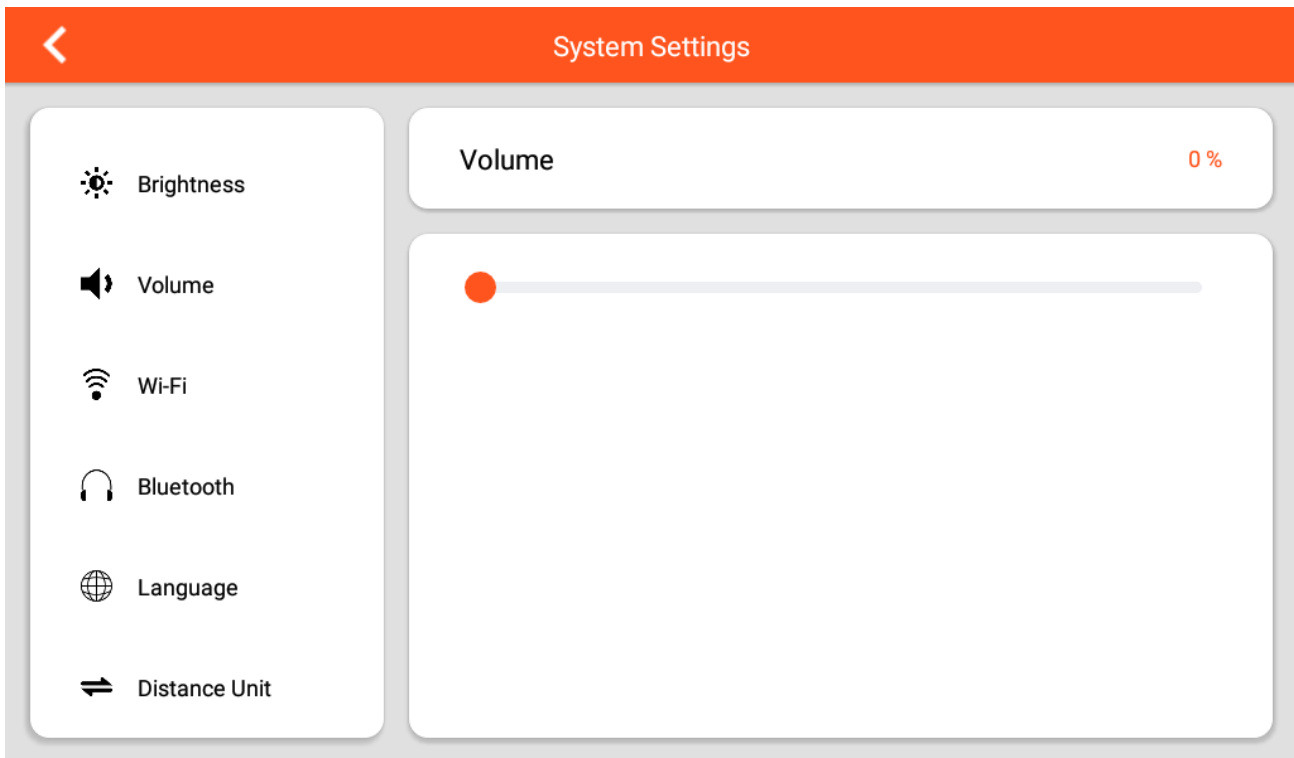 System Settings
Brightness
Volume
Wi-Fi
Bluetooth
Language
Distance Unit
Volume
0 %